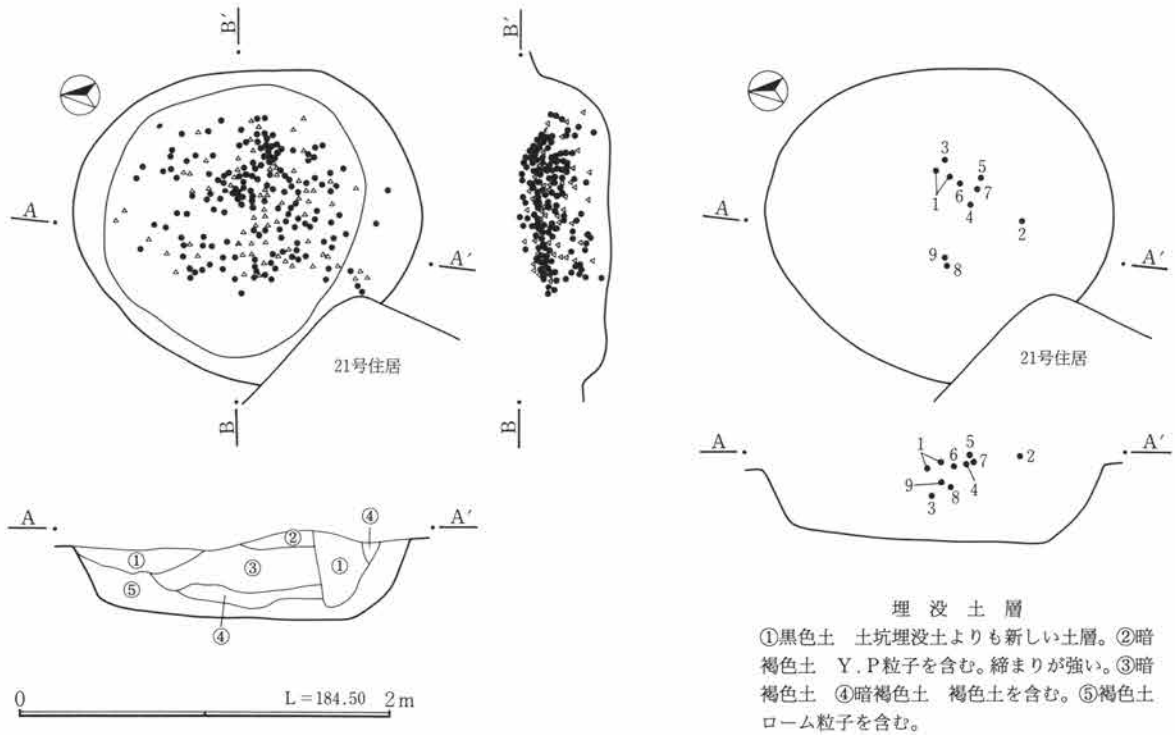 B′
B′
3
5
1
6
7
4
2
A
A
9
8
A′
A′
21号住居
21号住居
B
B
A
1
5
6
7
2
A′
9
8
4
3
A
④
A′
②
①
③
①
⑤
④
埋没土層
①黒色土 土坑埋没土よりも新しい土層。②暗
褐色土 Y.P粒子を含む。締まりが強い。③暗
褐色土 ④暗褐色土 褐色土を含む。⑤褐色土
ローム粒子を含む。
0 L=184.50 2m